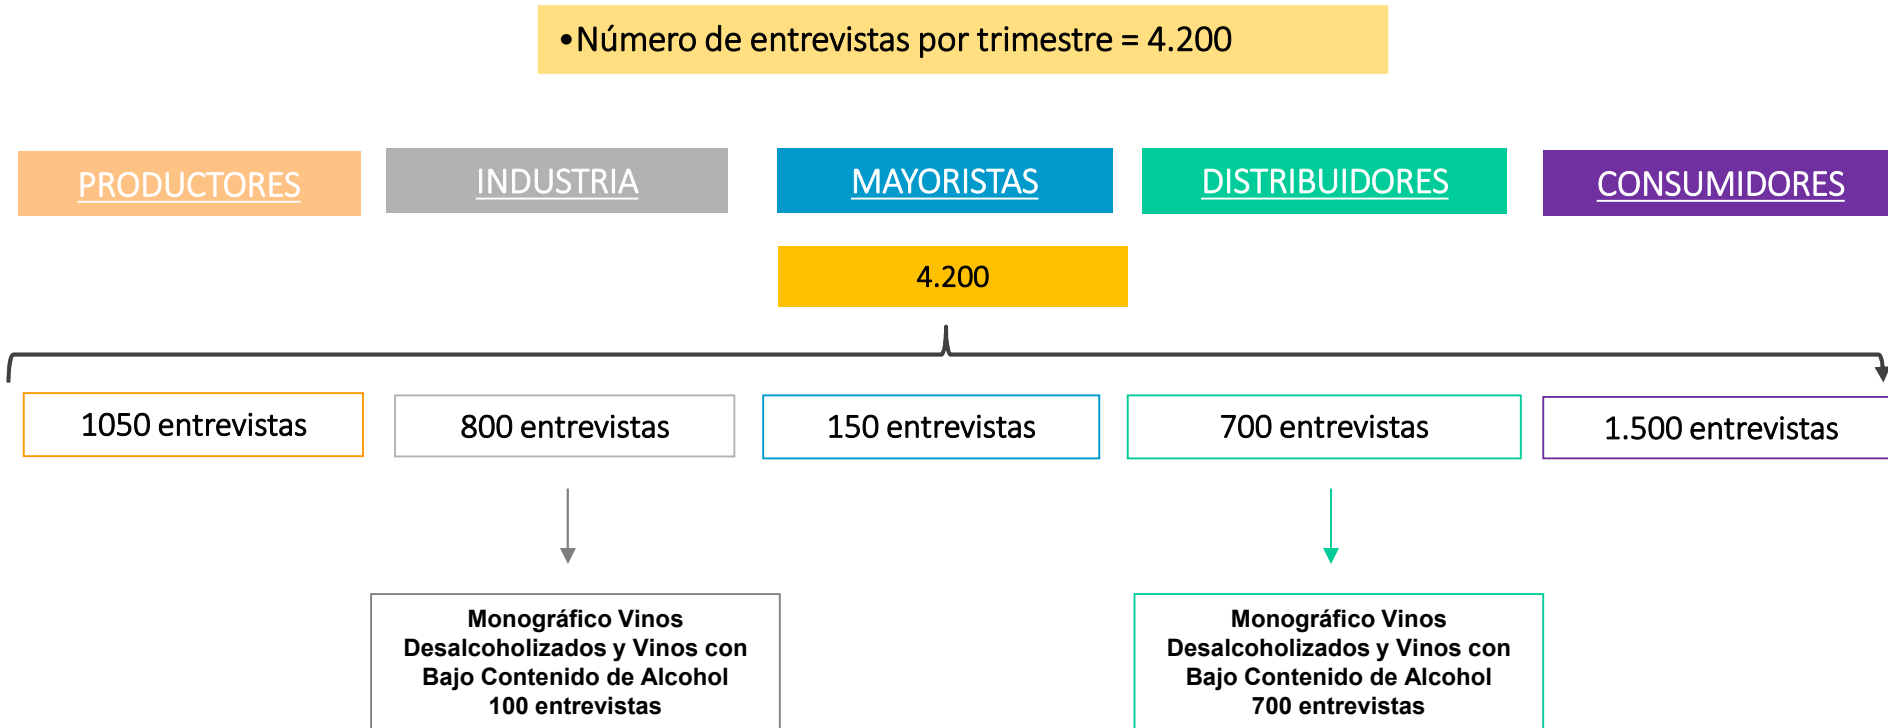 •Número de entrevistas por trimestre = 4.200
PRODUCTORES
INDUSTRIA
MAYORISTAS
DISTRIBUIDORES
CONSUMIDORES
4.200
1050 entrevistas
800 entrevistas
150 entrevistas
700 entrevistas
1.500 entrevistas
Monográfico Vinos
Desalcoholizados y Vinos con
Bajo Contenido de Alcohol
100 entrevistas
Monográfico Vinos
Desalcoholizados y Vinos con
Bajo Contenido de Alcohol
700 entrevistas